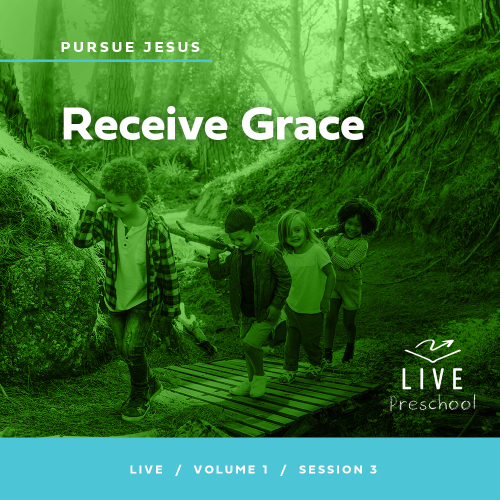 PURSUE JESUS
Receive Grace
LIVE
Preschool
LIVE / VOLUME 1 / SESSION 3